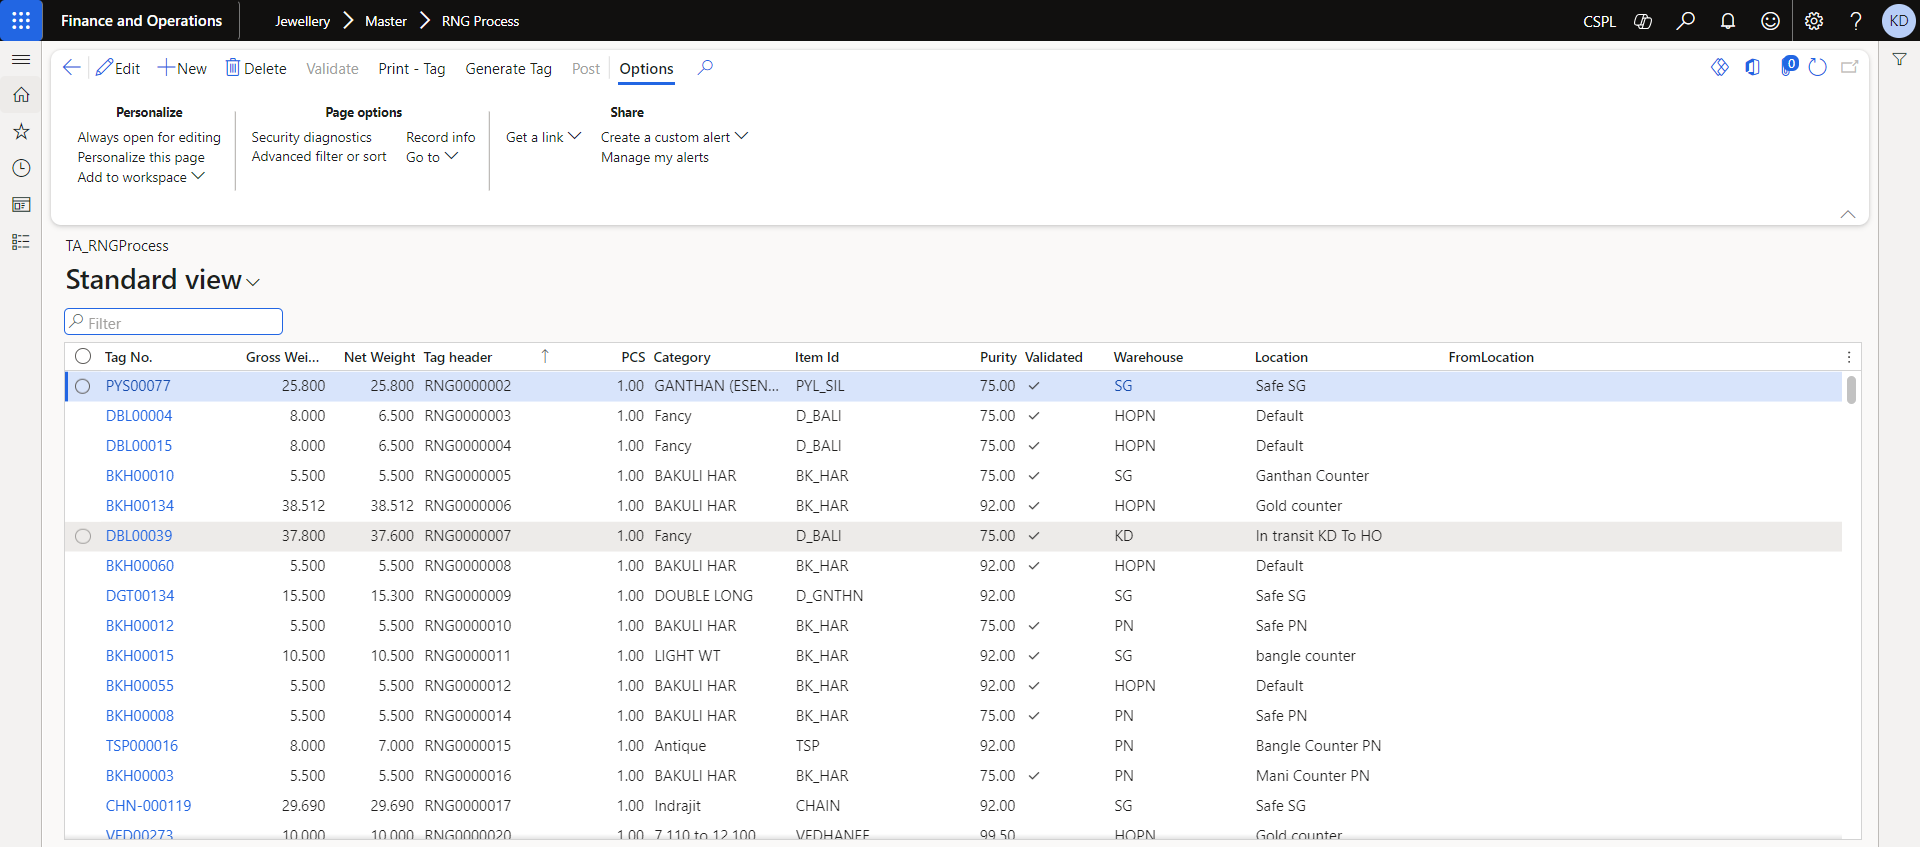 Finance and Operations Jewellery Master RNG Process CSPL KD
Edit New Delete Validate Print - Tag Generate Tag Post Options 0
Personalize Page options Share
Always open for editing Security diagnostics Record info Get a link Create a custom alert
Personalize this page Advanced filter or sort Go to Manage my alerts
Add to workspace
TA_RNGProcess
Standard view
Filter
Tag No. Gross Wei... Net Weight Tag header PCS Category Item Id Purity Validated Warehouse Location FromLocation
PYS00077 25.800 25.800 RNG0000002 1.00 GANTHAN (ESEN... PYL_SIL 75.00 SG Safe SG
DBL00004 8.000 6.500 RNG0000003 1.00 Fancy D_BALI 75.00 HOPN Default
DBL00015 8.000 6.500 RNG0000004 1.00 Fancy D_BALI 75.00 HOPN Default
BKH00010 5.500 5.500 RNG0000005 1.00 BAKULI HAR BK_HAR 75.00 SG Ganthan Counter
BKH00134 38.512 38.512 RNG0000006 1.00 BAKULI HAR BK_HAR 92.00 HOPN Gold counter
DBL00039 37.800 37.600 RNG0000007 1.00 Fancy D_BALI 75.00 KD In transit KD To HO
BKH00060 5.500 5.500 RNG0000008 1.00 BAKULI HAR BK_HAR 92.00 HOPN Default
DGT00134 15.500 15.300 RNG0000009 1.00 DOUBLE LONG D_GNTHN 92.00 SG Safe SG
BKH00012 5.500 5.500 RNG0000010 1.00 BAKULI HAR BK_HAR 75.00 PN Safe PN
BKH00015 10.500 10.500 RNG0000011 1.00 LIGHT WT BK_HAR 92.00 SG bangle counter
BKH00055 5.500 5.500 RNG0000012 1.00 BAKULI HAR BK_HAR 92.00 HOPN Default
BKH00008 5.500 5.500 RNG0000014 1.00 BAKULI HAR BK_HAR 75.00 PN Safe PN
TSP000016 8.000 7.000 RNG0000015 1.00 Antique TSP 92.00 PN Bangle Counter PN
BKH00003 5.500 5.500 RNG0000016 1.00 BAKULI HAR BK_HAR 75.00 PN Mani Counter PN
CHN-000119 29.690 29.690 RNG0000017 1.00 Indrajit CHAIN 92.00 SG Safe SG
VED00273 10.000 10.000 RNG0000020 1.00 7.110 to 12.100 VEDHANEE 99.50 HOPN Gold counter